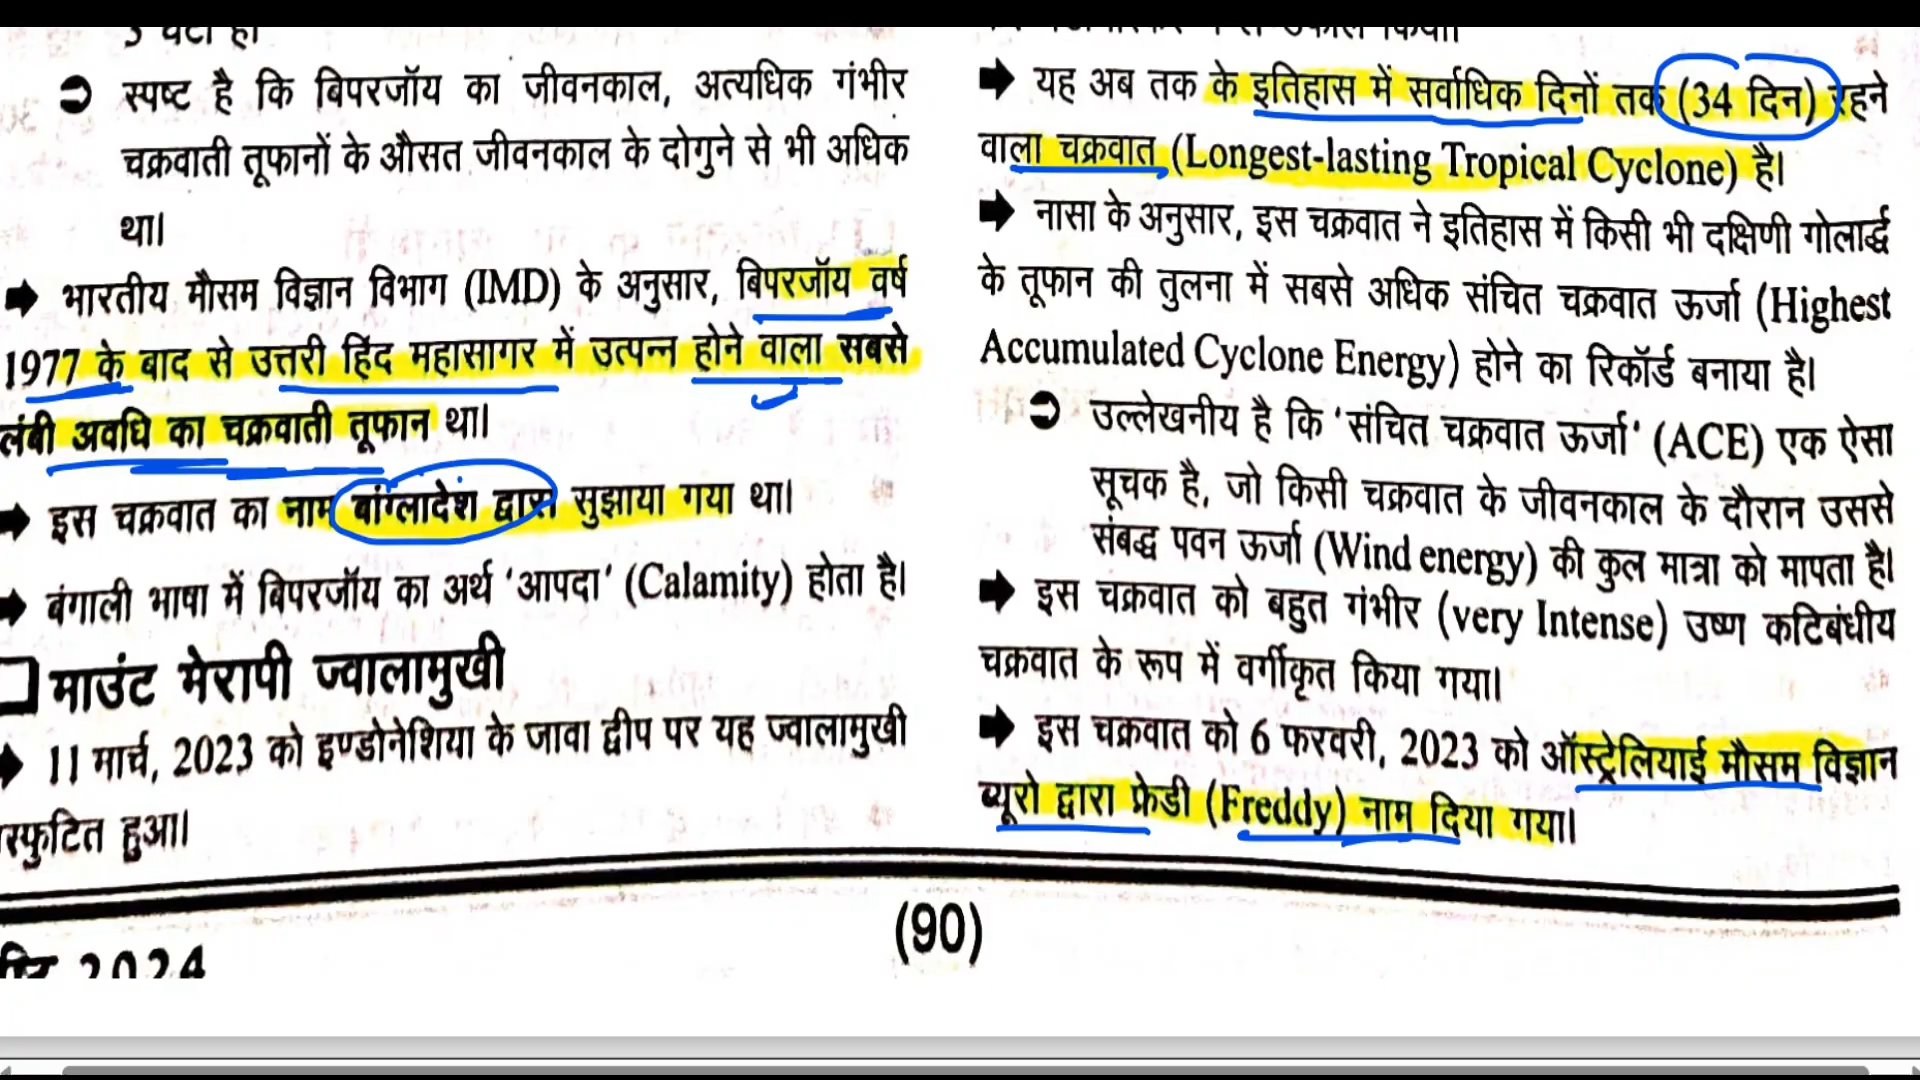 3 घंटा है।
स्पष्ट है कि बिपरजॉय का जीवनकाल, अत्यधिक गंभीर
चक्रवाती तूफानों के औसत जीवनकाल के दोगुने से भी अधिक
था।
भारतीय मौसम विज्ञान विभाग (IMD) के अनुसार, बिपरजॉय वर्ष
1977 के बाद से उत्तरी हिंद महासागर में उत्पन्न होने वाला सबसे
लंबी अवधि का चक्रवाती तूफान था।
इस चक्रवात का नाम बांग्लादेश द्वारा सुझाया गया था।
बंगाली भाषा में बिपरजॉय का अर्थ ‘आपदा’ (Calamity) होता है।
माउंट मेरापी ज्वालामुखी
11 मार्च, 2023 को इण्डोनेशिया के जावा द्वीप पर यह ज्वालामुखी
स्फुटित हुआ।
यह अब तक के इतिहास में सर्वाधिक दिनों तक (34 दिन) रहने
वाला चक्रवात (Longest-lasting Tropical Cyclone) है।
नासा के अनुसार, इस चक्रवात ने इतिहास में किसी भी दक्षिणी गोलार्द्ध
के तूफान की तुलना में सबसे अधिक संचित चक्रवात ऊर्जा (Highest
Accumulated Cyclone Energy) होने का रिकॉर्ड बनाया है।
उल्लेखनीय है कि ‘संचित चक्रवात ऊर्जा’ (ACE) एक ऐसा
सूचक है, जो किसी चक्रवात के जीवनकाल के दौरान उससे
संबद्ध पवन ऊर्जा (Wind energy) की कुल मात्रा को मापता है।
इस चक्रवात को बहुत गंभीर (very Intense) उष्ण कटिबंधीय
चक्रवात के रूप में वर्गीकृत किया गया।
इस चक्रवात को 6 फरवरी, 2023 को ऑस्ट्रेलियाई मौसम विज्ञान
ब्यूरो द्वारा फ्रेडी (Freddy) नाम दिया गया।
(90)
2024